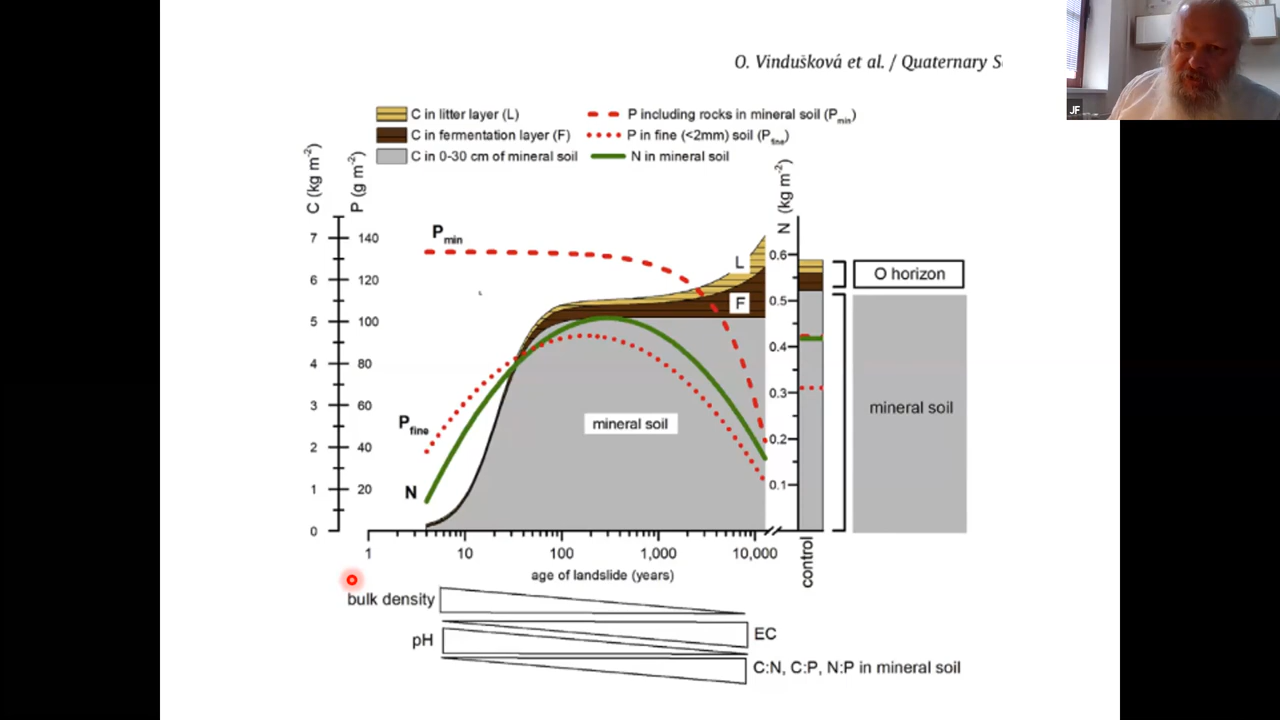 O. Vindušková et al. / Quaternary S
JF
C in litter layer (L)
C in fermentation layer (F)
C in 0-30 cm of mineral soil
P including rocks in mineral soil (Pmin)
P in fine (<2mm) soil (Pfine)
N in mineral soil
C (kg m-2)
P (g m-2)
N (kg m-2)
7 140
6 120
5 100
4 80
3 60
2 40
1 20
0
0.6
0.5
0.4
0.3
0.2
0.1
Pmin
Pfine
N
L
F
mineral soil
O horizon
mineral soil
1 10 100 1,000 10,000
control
age of landslide (years)
bulk density
EC
pH
C:N, C:P, N:P in mineral soil